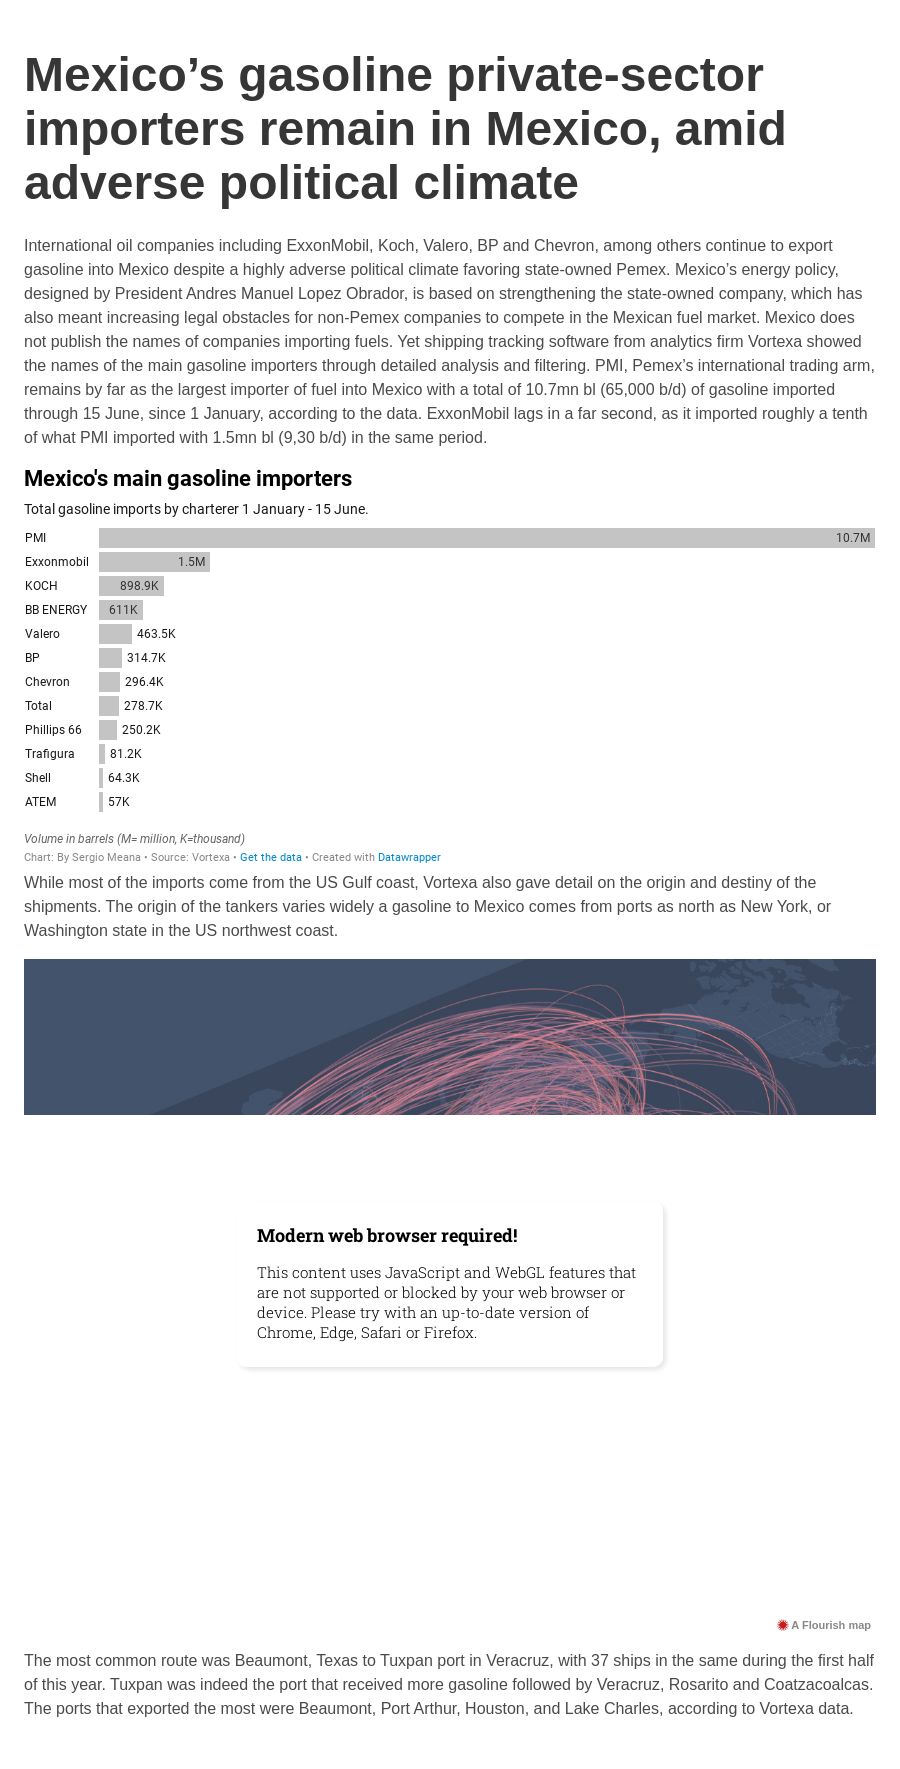 Mexico’s gasoline private-sector
importers remain in Mexico, amid
adverse political climate
International oil companies including ExxonMobil, Koch, Valero, BP and Chevron, among others continue to export
gasoline into Mexico despite a highly adverse political climate favoring state-owned Pemex. Mexico’s energy policy,
designed by President Andres Manuel Lopez Obrador, is based on strengthening the state-owned company, which has
also meant increasing legal obstacles for non-Pemex companies to compete in the Mexican fuel market. Mexico does
not publish the names of companies importing fuels. Yet shipping tracking software from analytics firm Vortexa showed
the names of the main gasoline importers through detailed analysis and filtering. PMI, Pemex’s international trading arm,
remains by far as the largest importer of fuel into Mexico with a total of 10.7mn bl (65,000 b/d) of gasoline imported
through 15 June, since 1 January, according to the data. ExxonMobil lags in a far second, as it imported roughly a tenth
of what PMI imported with 1.5mn bl (9,30 b/d) in the same period.
Mexico's main gasoline importers
Total gasoline imports by charterer 1 January - 15 June.
PMI 10.7M
Exxonmobil 1.5M
KOCH 898.9K
BB ENERGY 611K
Valero 463.5K
BP 314.7K
Chevron 296.4K
Total 278.7K
Phillips 66 250.2K
Trafigura 81.2K
Shell 64.3K
ATEM 57K
Volume in barrels (M= million, K=thousand)
Chart: By Sergio Meana • Source: Vortexa • Get the data • Created with Datawrapper
While most of the imports come from the US Gulf coast, Vortexa also gave detail on the origin and destiny of the
shipments. The origin of the tankers varies widely a gasoline to Mexico comes from ports as north as New York, or
Washington state in the US northwest coast.
Modern web browser required!
This content uses JavaScript and WebGL features that
are not supported or blocked by your web browser or
device. Please try with an up-to-date version of
Chrome, Edge, Safari or Firefox.
A Flourish map
The most common route was Beaumont, Texas to Tuxpan port in Veracruz, with 37 ships in the same during the first half
of this year. Tuxpan was indeed the port that received more gasoline followed by Veracruz, Rosarito and Coatzacoalcas.
The ports that exported the most were Beaumont, Port Arthur, Houston, and Lake Charles, according to Vortexa data.